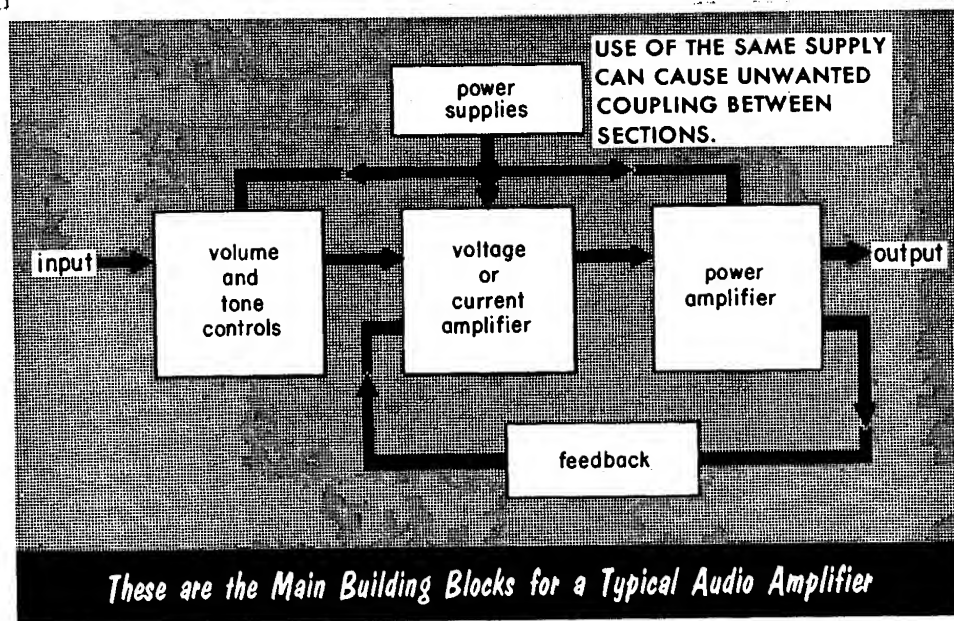 USE OF THE SAME SUPPLY
CAN CAUSE UNWANTED
COUPLING BETWEEN
SECTIONS.
power
supplies
input
volume
and
tone
controls
voltage
or
current
amplifier
power
amplifier
output
feedback
These are the Main Building Blocks for a Typical Audio Amplifier